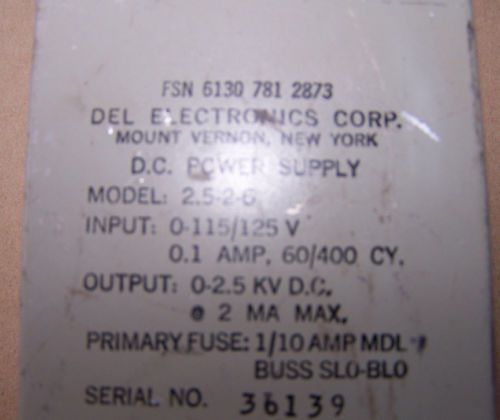 FSN 6130 781 2873
DEL ELECTRONICS CORP.
MOUNT VERNON, NEW YORK
D.C. POWER SUPPLY
MODEL: 2.5-2-6
INPUT: 0-115/125 V
0.1 AMP, 60/400 CY.
OUTPUT: 0-2.5 KV D.C.
@ 2 MA MAX.
PRIMARY FUSE: 1/10 AMP MDL
BUSS SLO-BLO
SERIAL NO. 36139